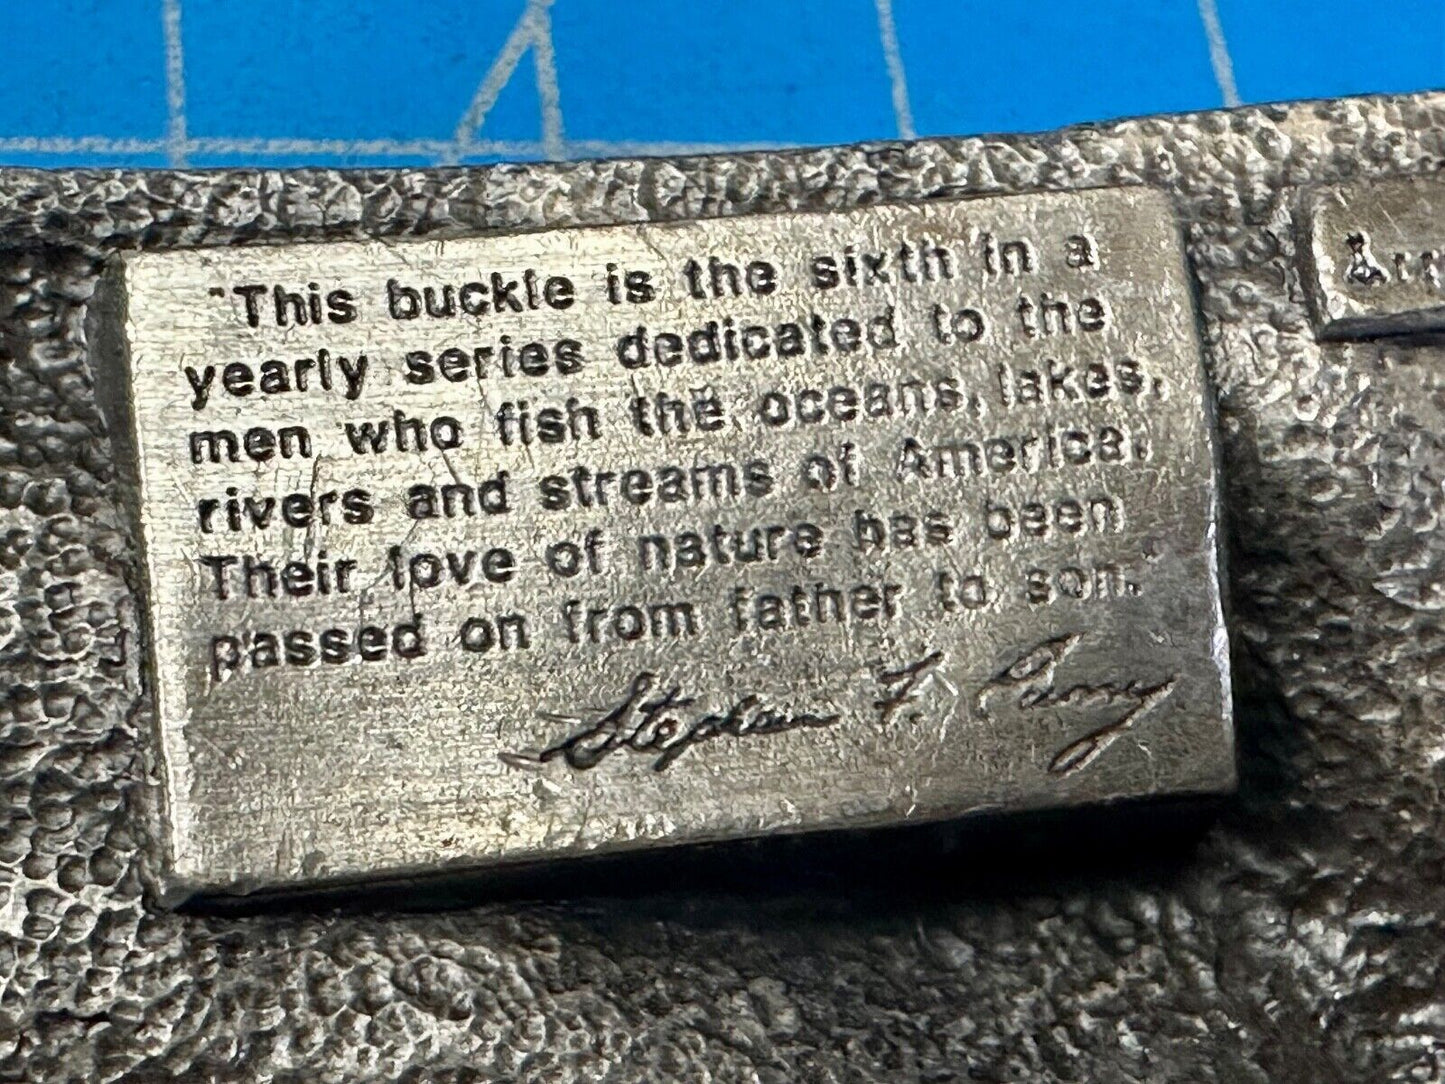 "This buckle is the sixth in a
yearly series dedicated to the
men who fish the oceans, lakes,
rivers and streams of America.
Their love of nature has been
passed on from father to son."
Stephen F.